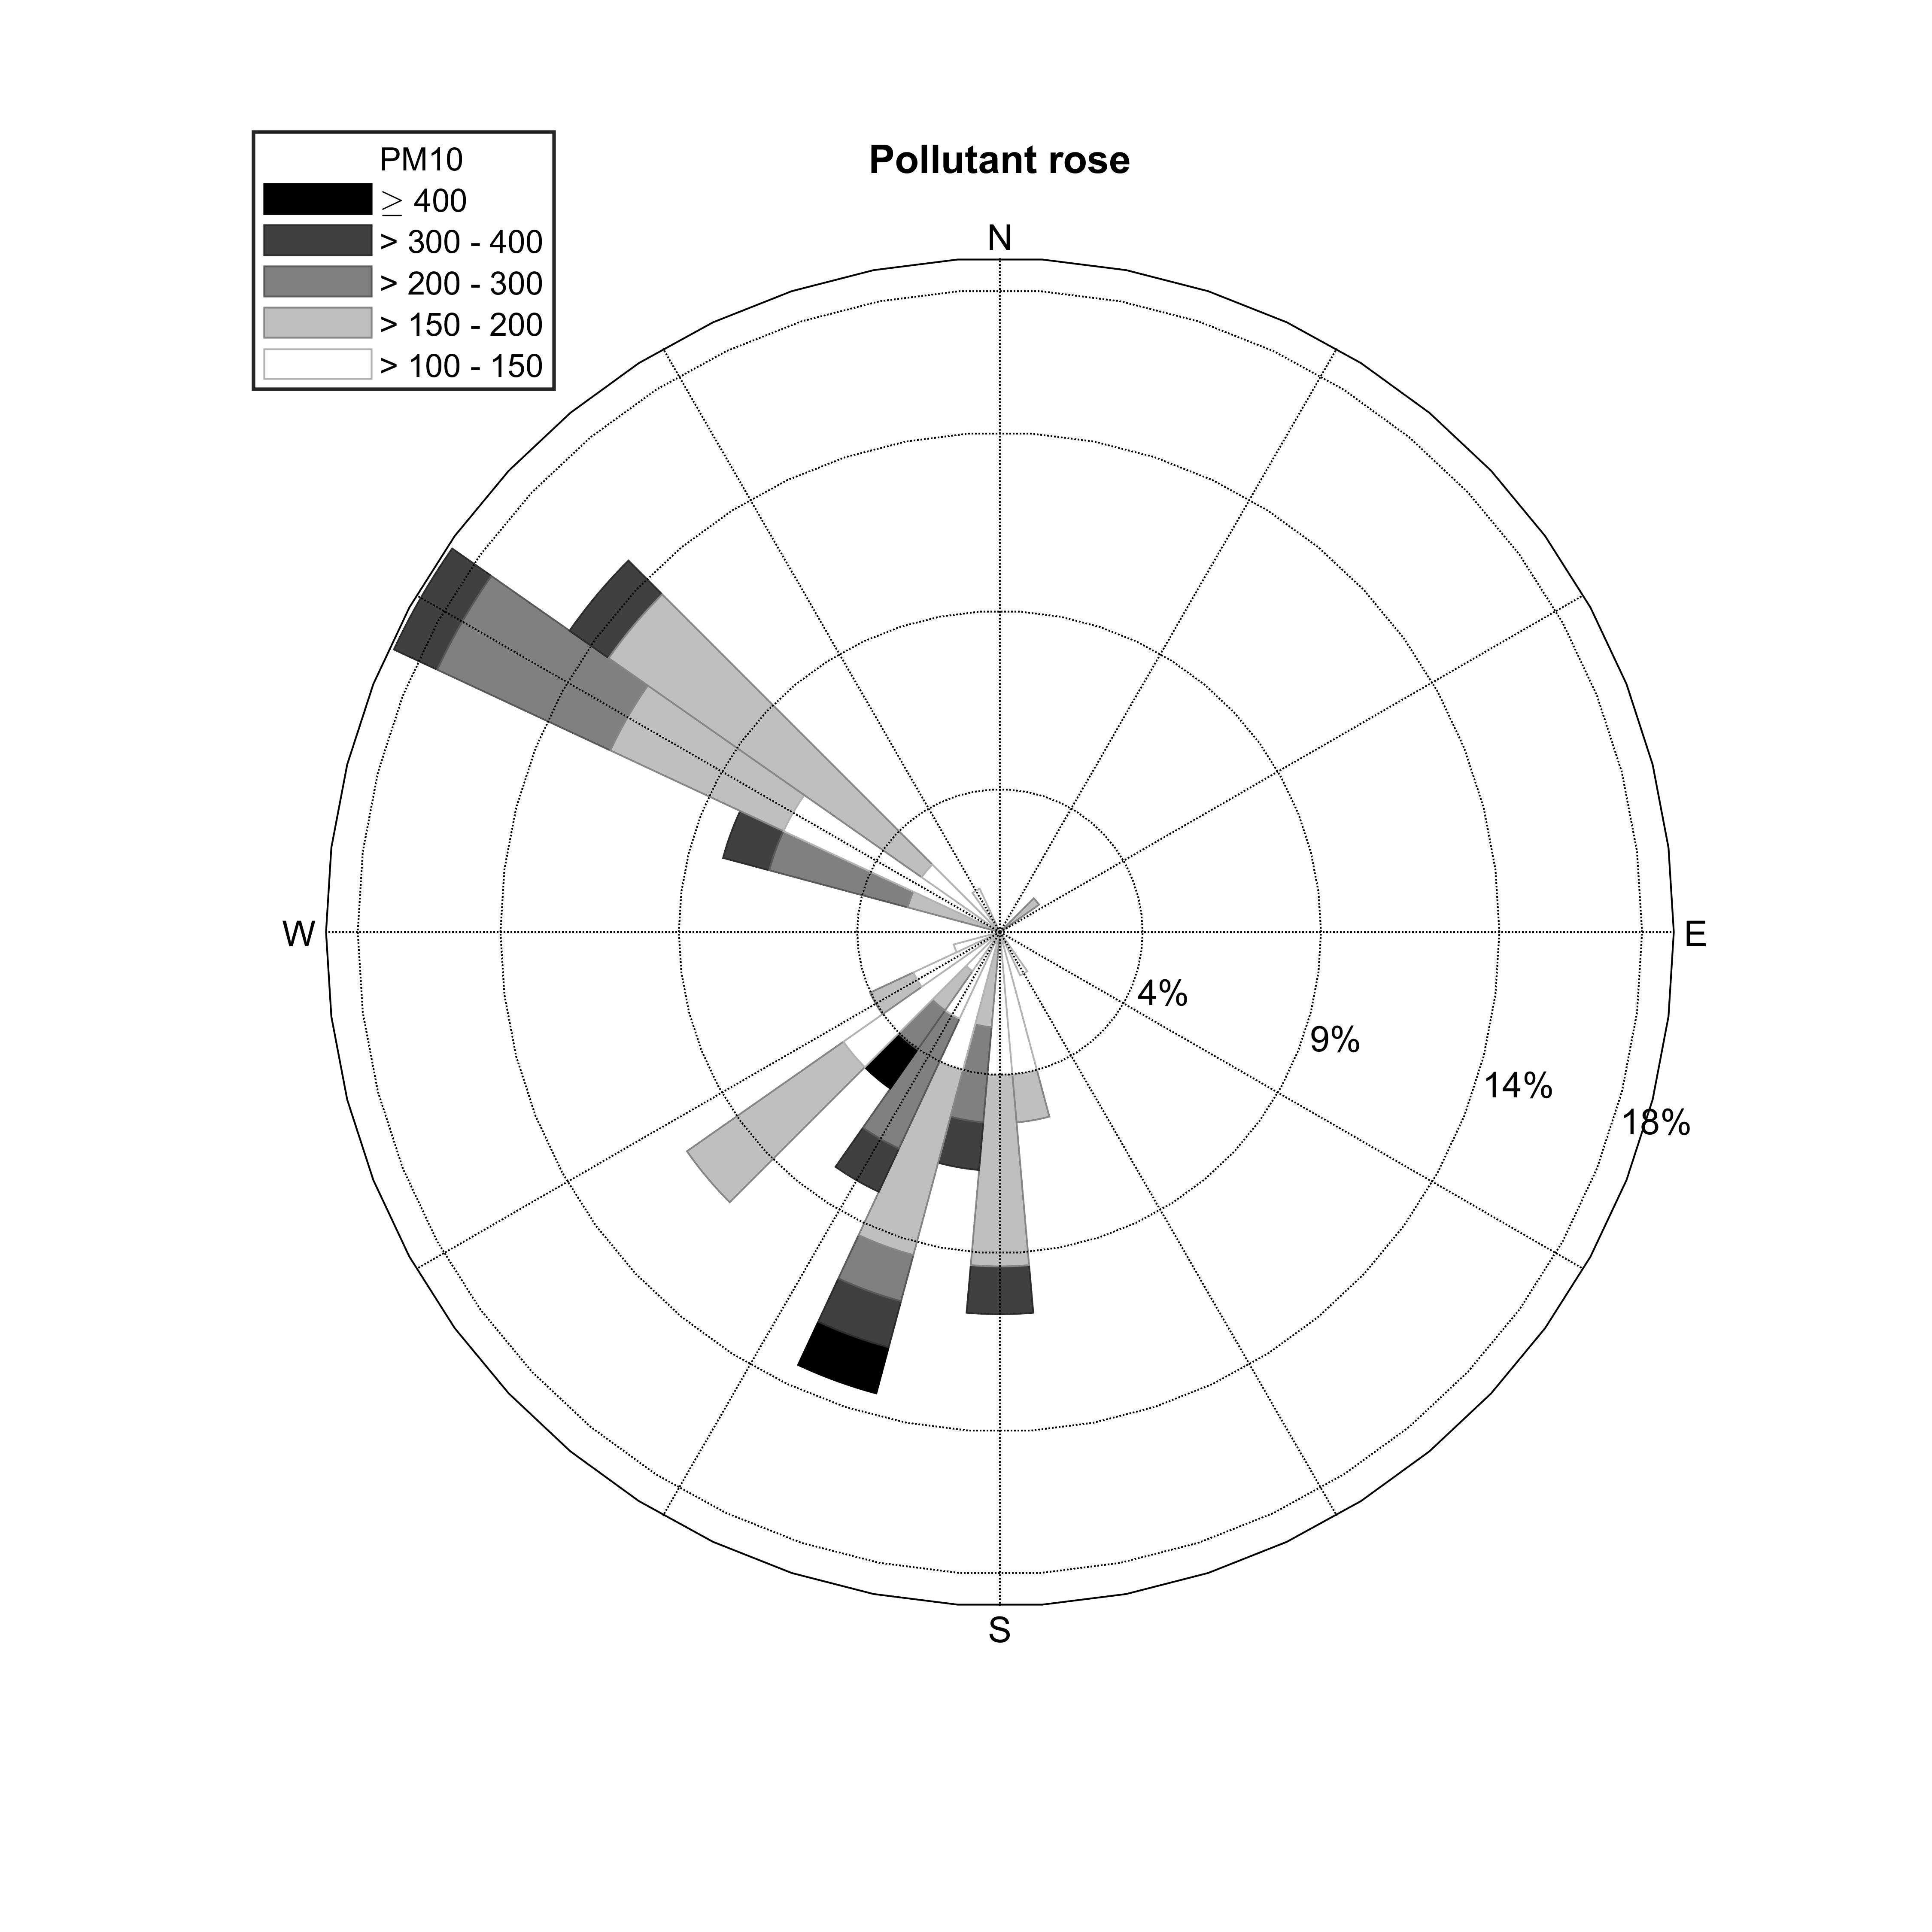 PM10
≥ 400
> 300 - 400
> 200 - 300
> 150 - 200
> 100 - 150
Pollutant rose
N
W
E
4%
9%
14%
18%
S